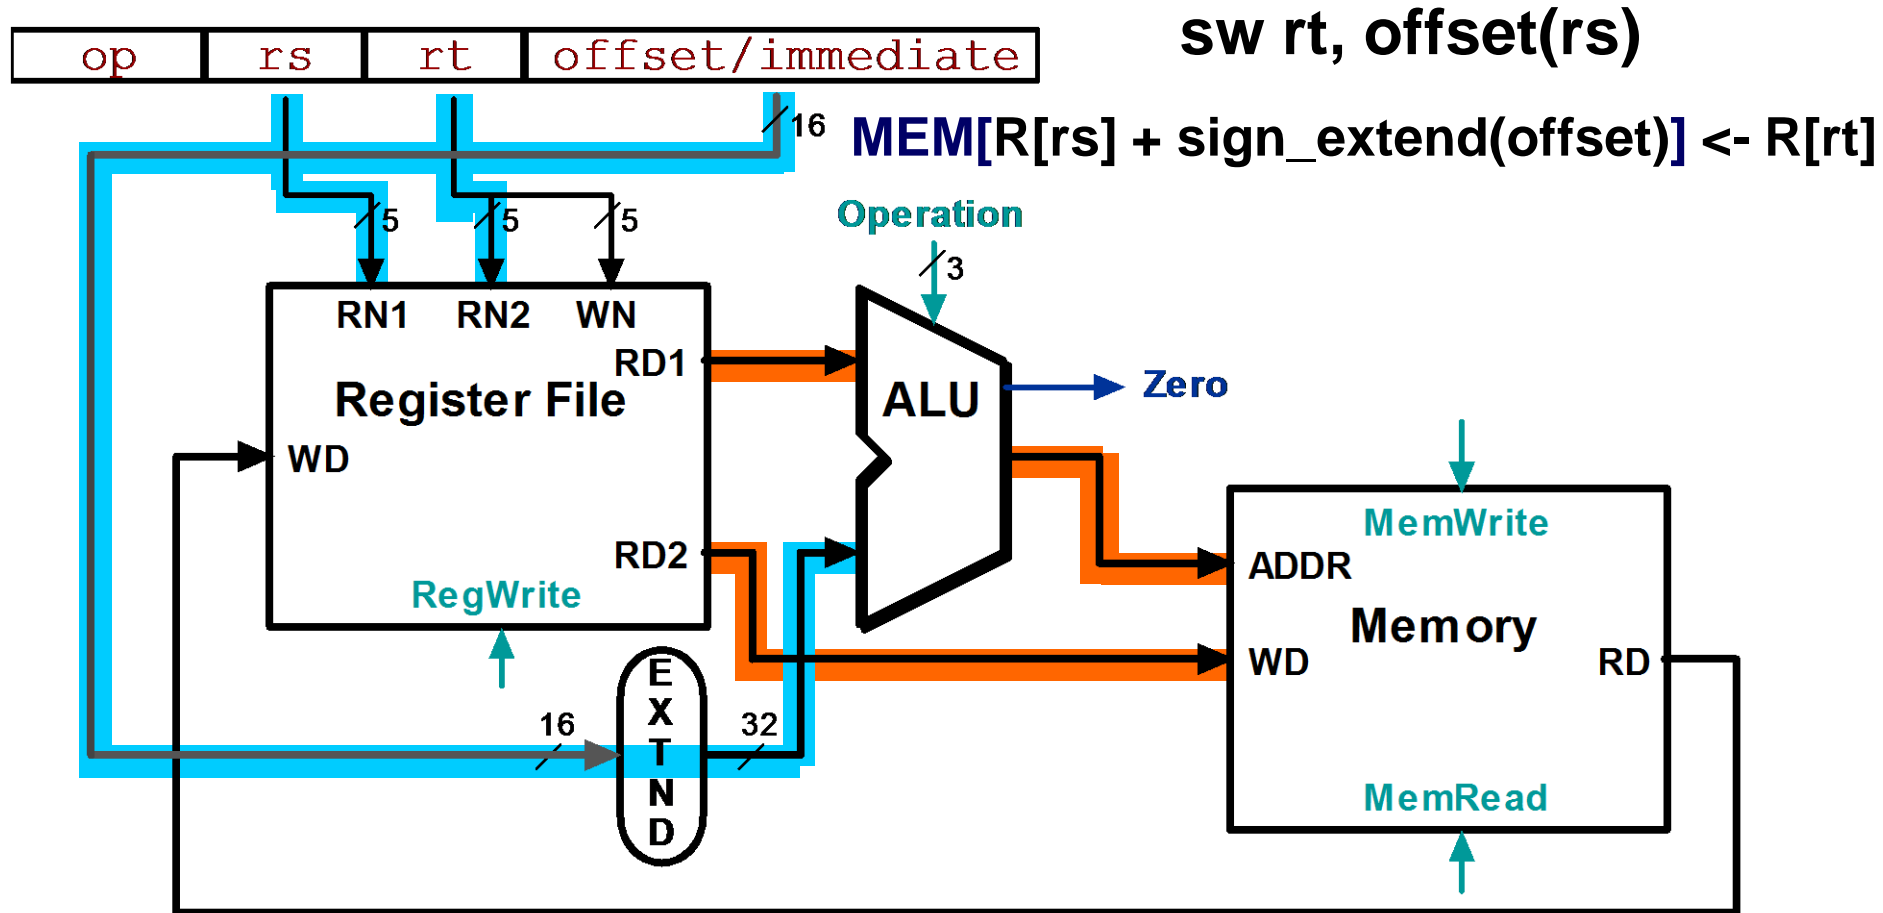 sw rt, offset(rs)
op rs rt offset/immediate
16
MEM[R[rs] + sign_extend(offset)] <- R[rt]
5 5 5
Operation
3
RN1 RN2 WN
RD1
Register File
ALU
Zero
WD
MemWrite
RD2
ADDR
RegWrite
Memory
WD
RD
EXTND
16
32
MemRead